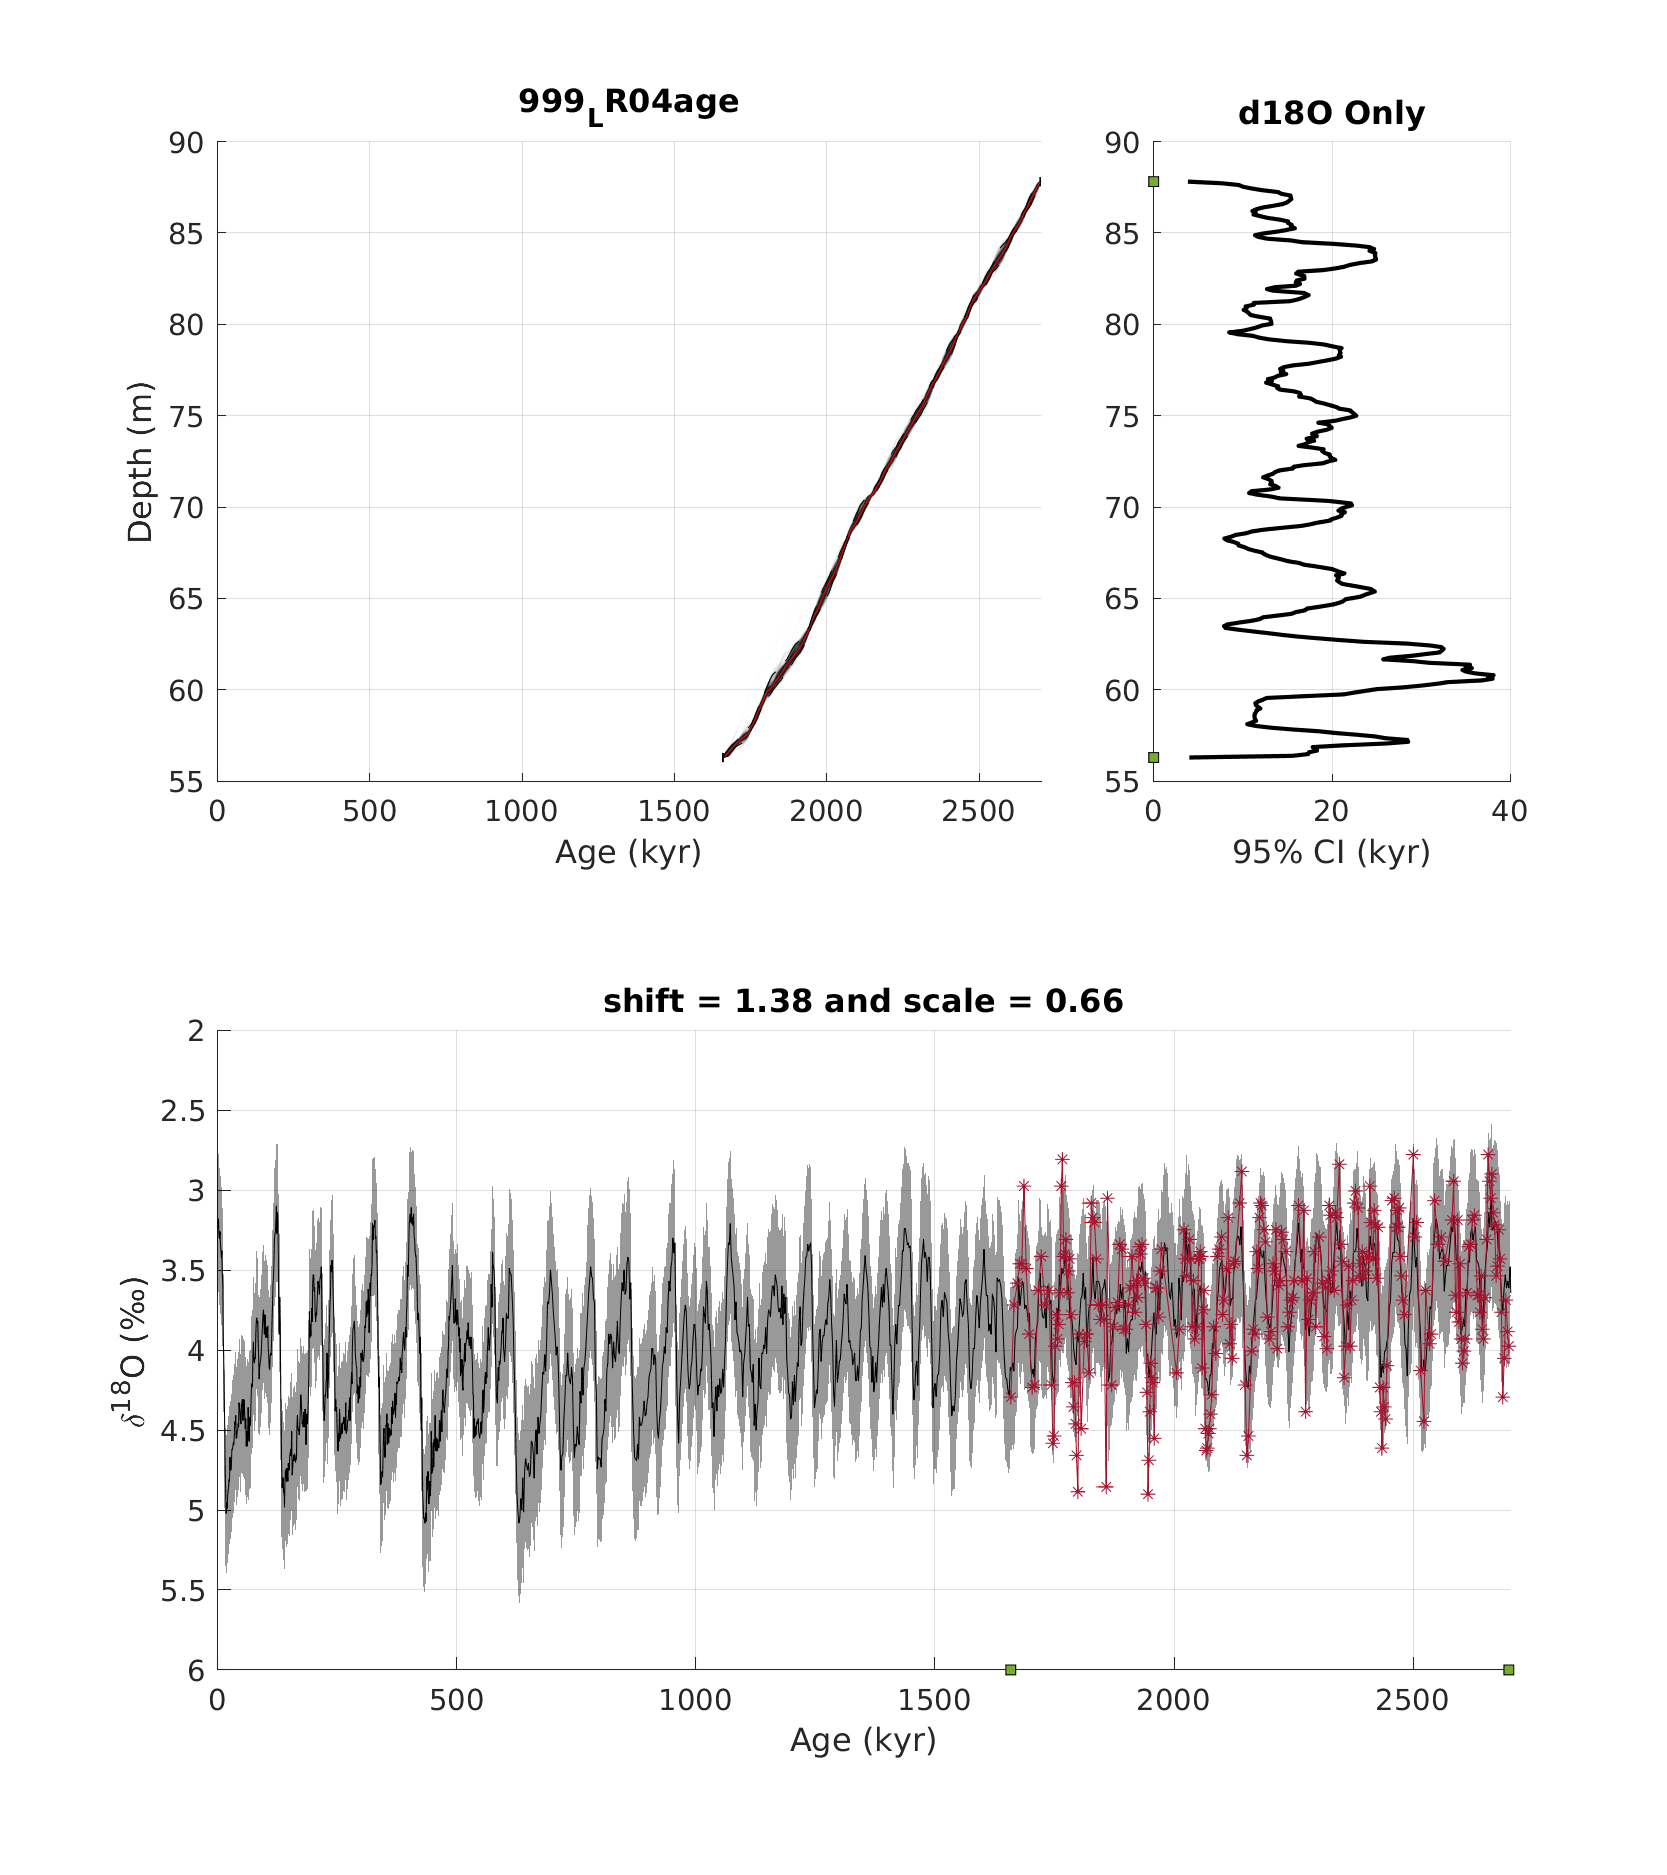 999_LR04age
d18O Only
90
85
80
75
70
65
60
55
Depth (m)
0 500 1000 1500 2000 2500
Age (kyr)
90
85
80
75
70
65
60
55
0 20 40
95% CI (kyr)
shift = 1.38 and scale = 0.66
2
2.5
3
3.5
4
4.5
5
5.5
6
δ18O (‰)
0 500 1000 1500 2000 2500
Age (kyr)